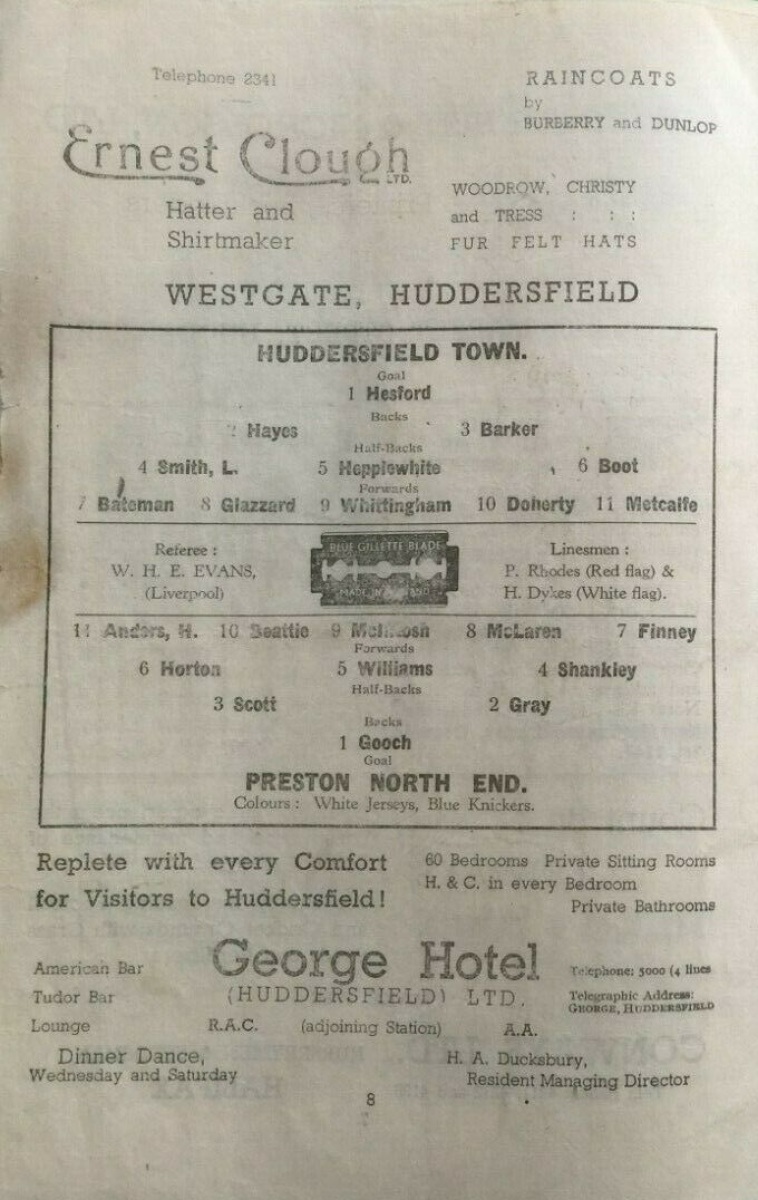 Telephone 2341
RAINCOATS
by
BURBERRY and DUNLOP
Ernest Clough LTD.
Hatter and
Shirtmaker
WOODROW, CHRISTY
and TRESS : : :
FUR FELT HATS
WESTGATE, HUDDERSFIELD
HUDDERSFIELD TOWN.
Goal
1 Hesford
Backs
2 Hayes 3 Barker
Half-Backs
4 Smith, L. 5 Hepplewhite 6 Boot
Forwards
7 Bateman 8 Glazzard 9 Whittingham 10 Doherty 11 Metcalfe
Referee :
W. H. E. EVANS,
(Liverpool)
BLUE GILLETTE BLADE
MADE IN
Linesmen :
P. Rhodes (Red flag) &
H. Dykes (White flag).
11 Anders, H. 10 Beattie 9 McIntosh 8 McLaren 7 Finney
Forwards
6 Horton 5 Williams 4 Shankley
Half-Backs
3 Scott 2 Gray
Backs
1 Gooch
Goal
PRESTON NORTH END.
Colours : White Jerseys, Blue Knickers.
Replete with every Comfort
for Visitors to Huddersfield!
60 Bedrooms Private Sitting Rooms
H. & C. in every Bedroom
Private Bathrooms
American Bar
Tudor Bar
Lounge
George Hotel
(HUDDERSFIELD) LTD.
R.A.C. (adjoining Station) A.A.
Telephone: 5000 (4 lines
Telegraphic Address:
GEORGE, HUDDERSFIELD
Dinner Dance,
Wednesday and Saturday
H. A. Ducksbury,
Resident Managing Director
8